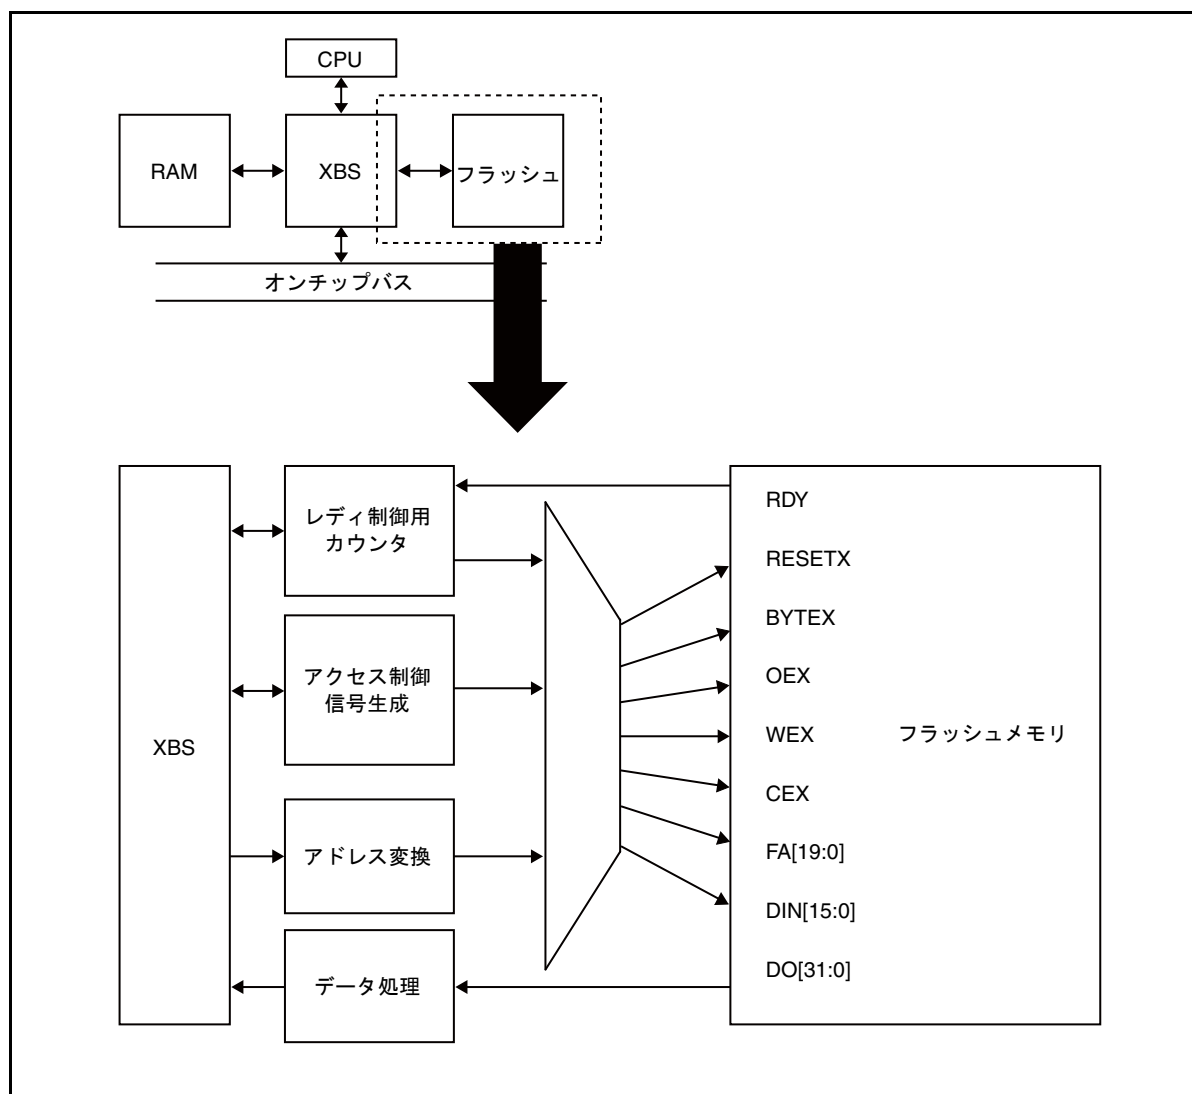 CPU
RAM
XBS
フラッシュ
オンチップバス
XBS
レディ制御用
カウンタ
アクセス制御
信号生成
アドレス変換
データ処理
RDY
RESETX
BYTEX
OEX
WEX
CEX
FA[19:0]
DIN[15:0]
DO[31:0]
フラッシュメモリ